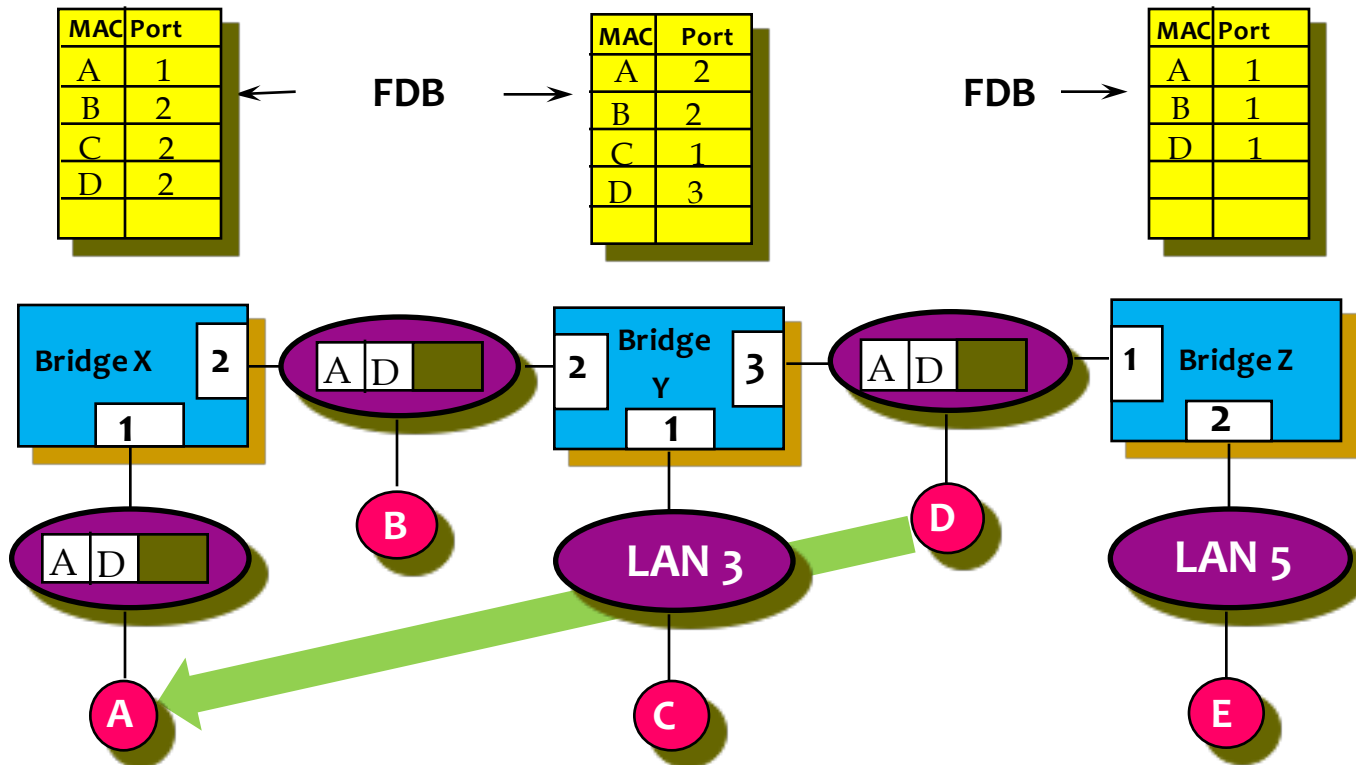 MAC Port
A 1
B 2
C 2
D 2
FDB
MAC Port
A 2
B 2
C 1
D 3
FDB
MAC Port
A 1
B 1
D 1
Bridge X
2
1
A D
2
Bridge
Y
3
1
A D
1
Bridge Z
2
A D
B
LAN 3
D
LAN 5
A
C
E